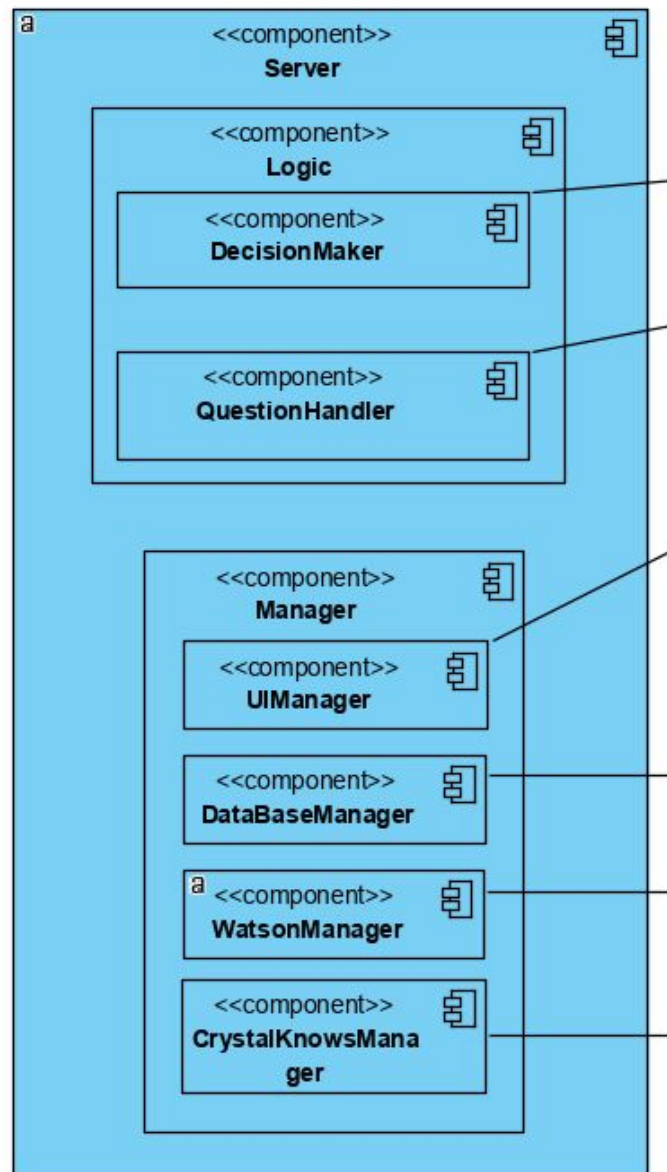 a
<<component>>
Server
<<component>>
Logic
<<component>>
DecisionMaker
<<component>>
QuestionHandler
<<component>>
Manager
<<component>>
UIManager
<<component>>
DataBaseManager
a
<<component>>
WatsonManager
<<component>>
CrystalKnowsMana
ger